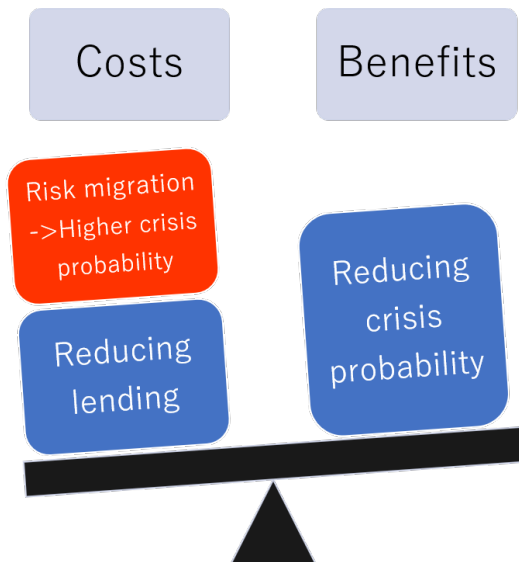 Costs
Benefits
Risk migration
->Higher crisis
probability
Reducing
lending
Reducing
crisis
probability